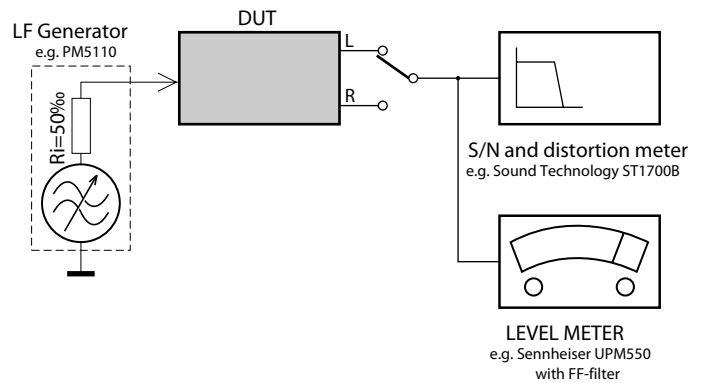 LF Generator
e.g. PM5110
DUT
L
R
Ri=50‰
S/N and distortion meter
e.g. Sound Technology ST1700B
LEVEL METER
e.g. Sennheiser UPM550
with FF-filter